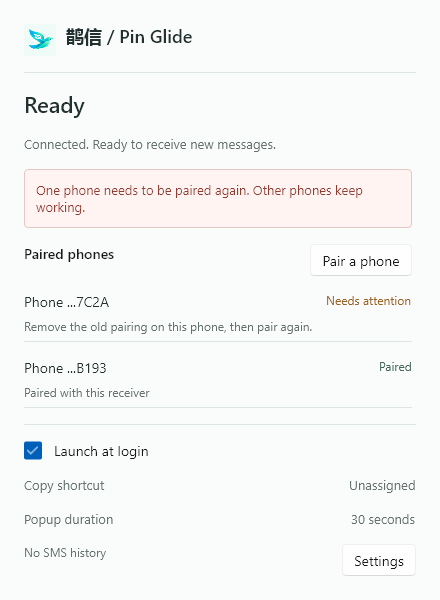 鹊信 / Pin Glide
Ready
Connected. Ready to receive new messages.
One phone needs to be paired again. Other phones keep
working.
Paired phones
Pair a phone
Phone ...7C2A
Needs attention
Remove the old pairing on this phone, then pair again.
Phone ...B193
Paired
Paired with this receiver
Launch at login
Copy shortcut
Unassigned
Popup duration
30 seconds
No SMS history
Settings